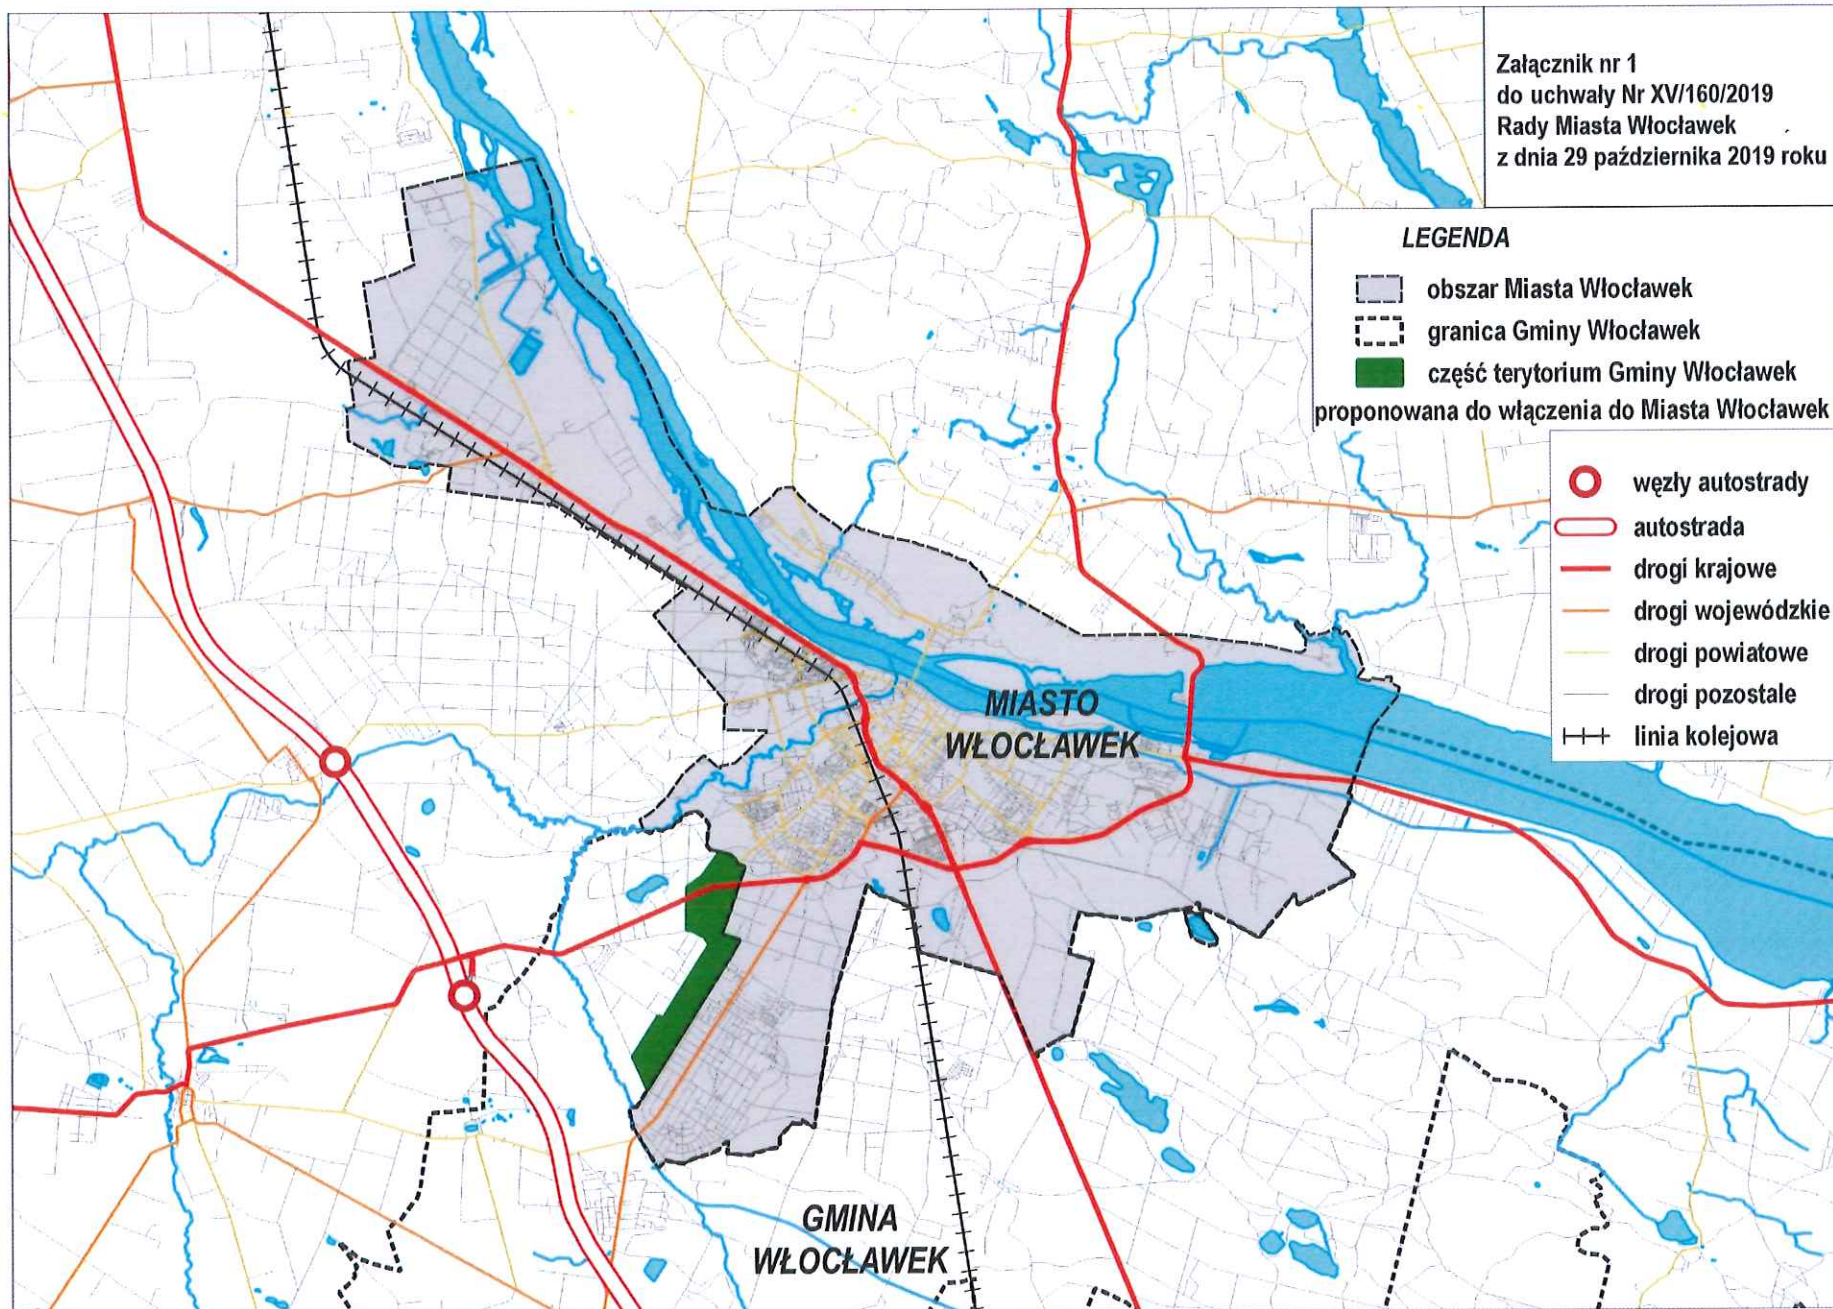 Załącznik nr 1
do uchwały Nr XV/160/2019
Rady Miasta Włocławek
z dnia 29 października 2019 roku
LEGENDA
obszar Miasta Włocławek
granica Gminy Włocławek
część terytorium Gminy Włocławek
proponowana do włączenia do Miasta Włocławek
węzły autostrady
autostrada
drogi krajowe
drogi wojewódzkie
drogi powiatowe
drogi pozostałe
linia kolejowa
MIASTO
WŁOCŁAWEK
GMINA
WŁOCŁAWEK